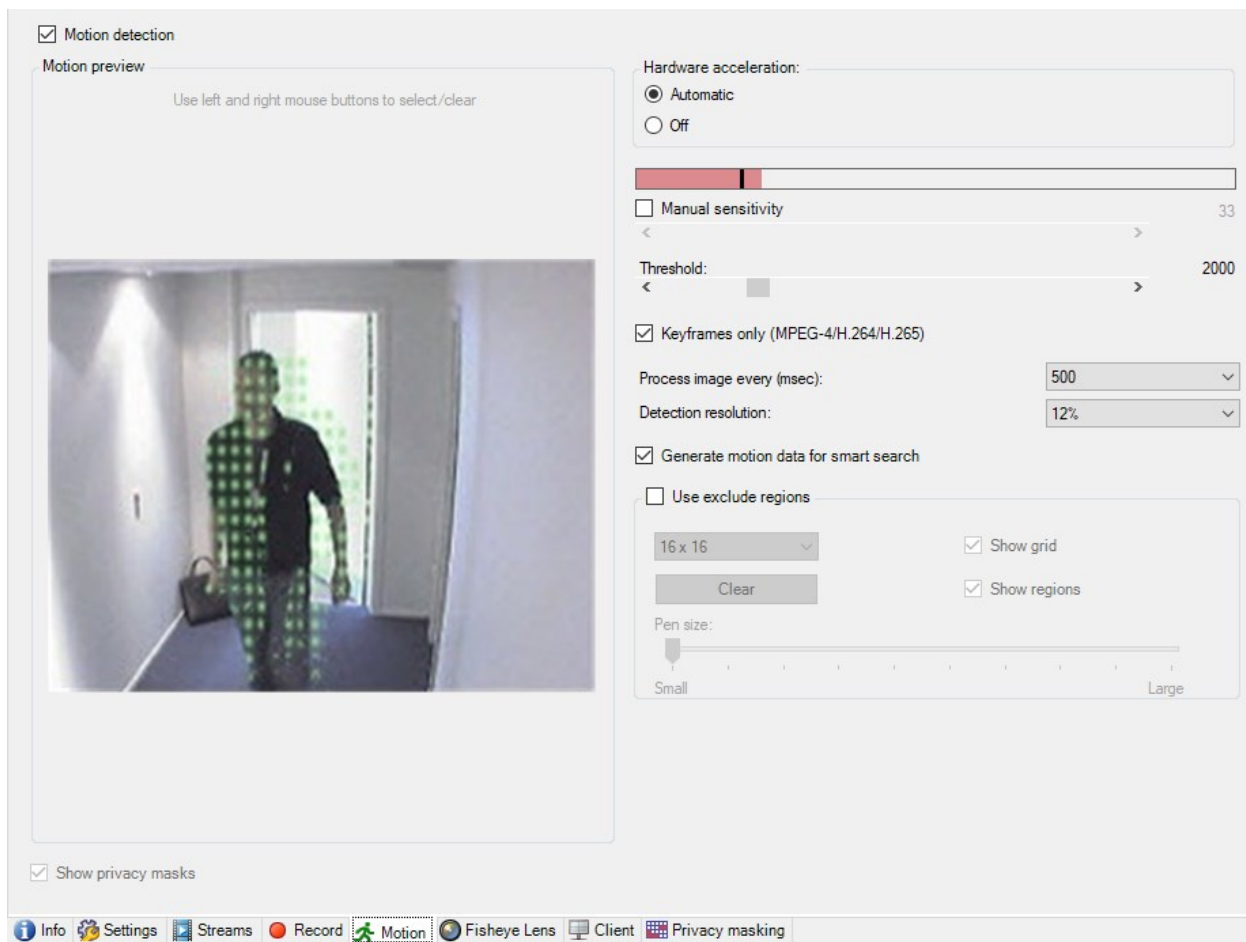 Motion detection
Motion preview
Use left and right mouse buttons to select/clear
Hardware acceleration:
Automatic
Off
Manual sensitivity 33
Threshold: 2000
Keyframes only (MPEG-4/H.264/H.265)
Process image every (msec): 500
Detection resolution: 12%
Generate motion data for smart search
Use exclude regions
16 x 16 Show grid
Clear Show regions
Pen size:
Small Large
Show privacy masks
Info Settings Streams Record Motion Fisheye Lens Client Privacy masking